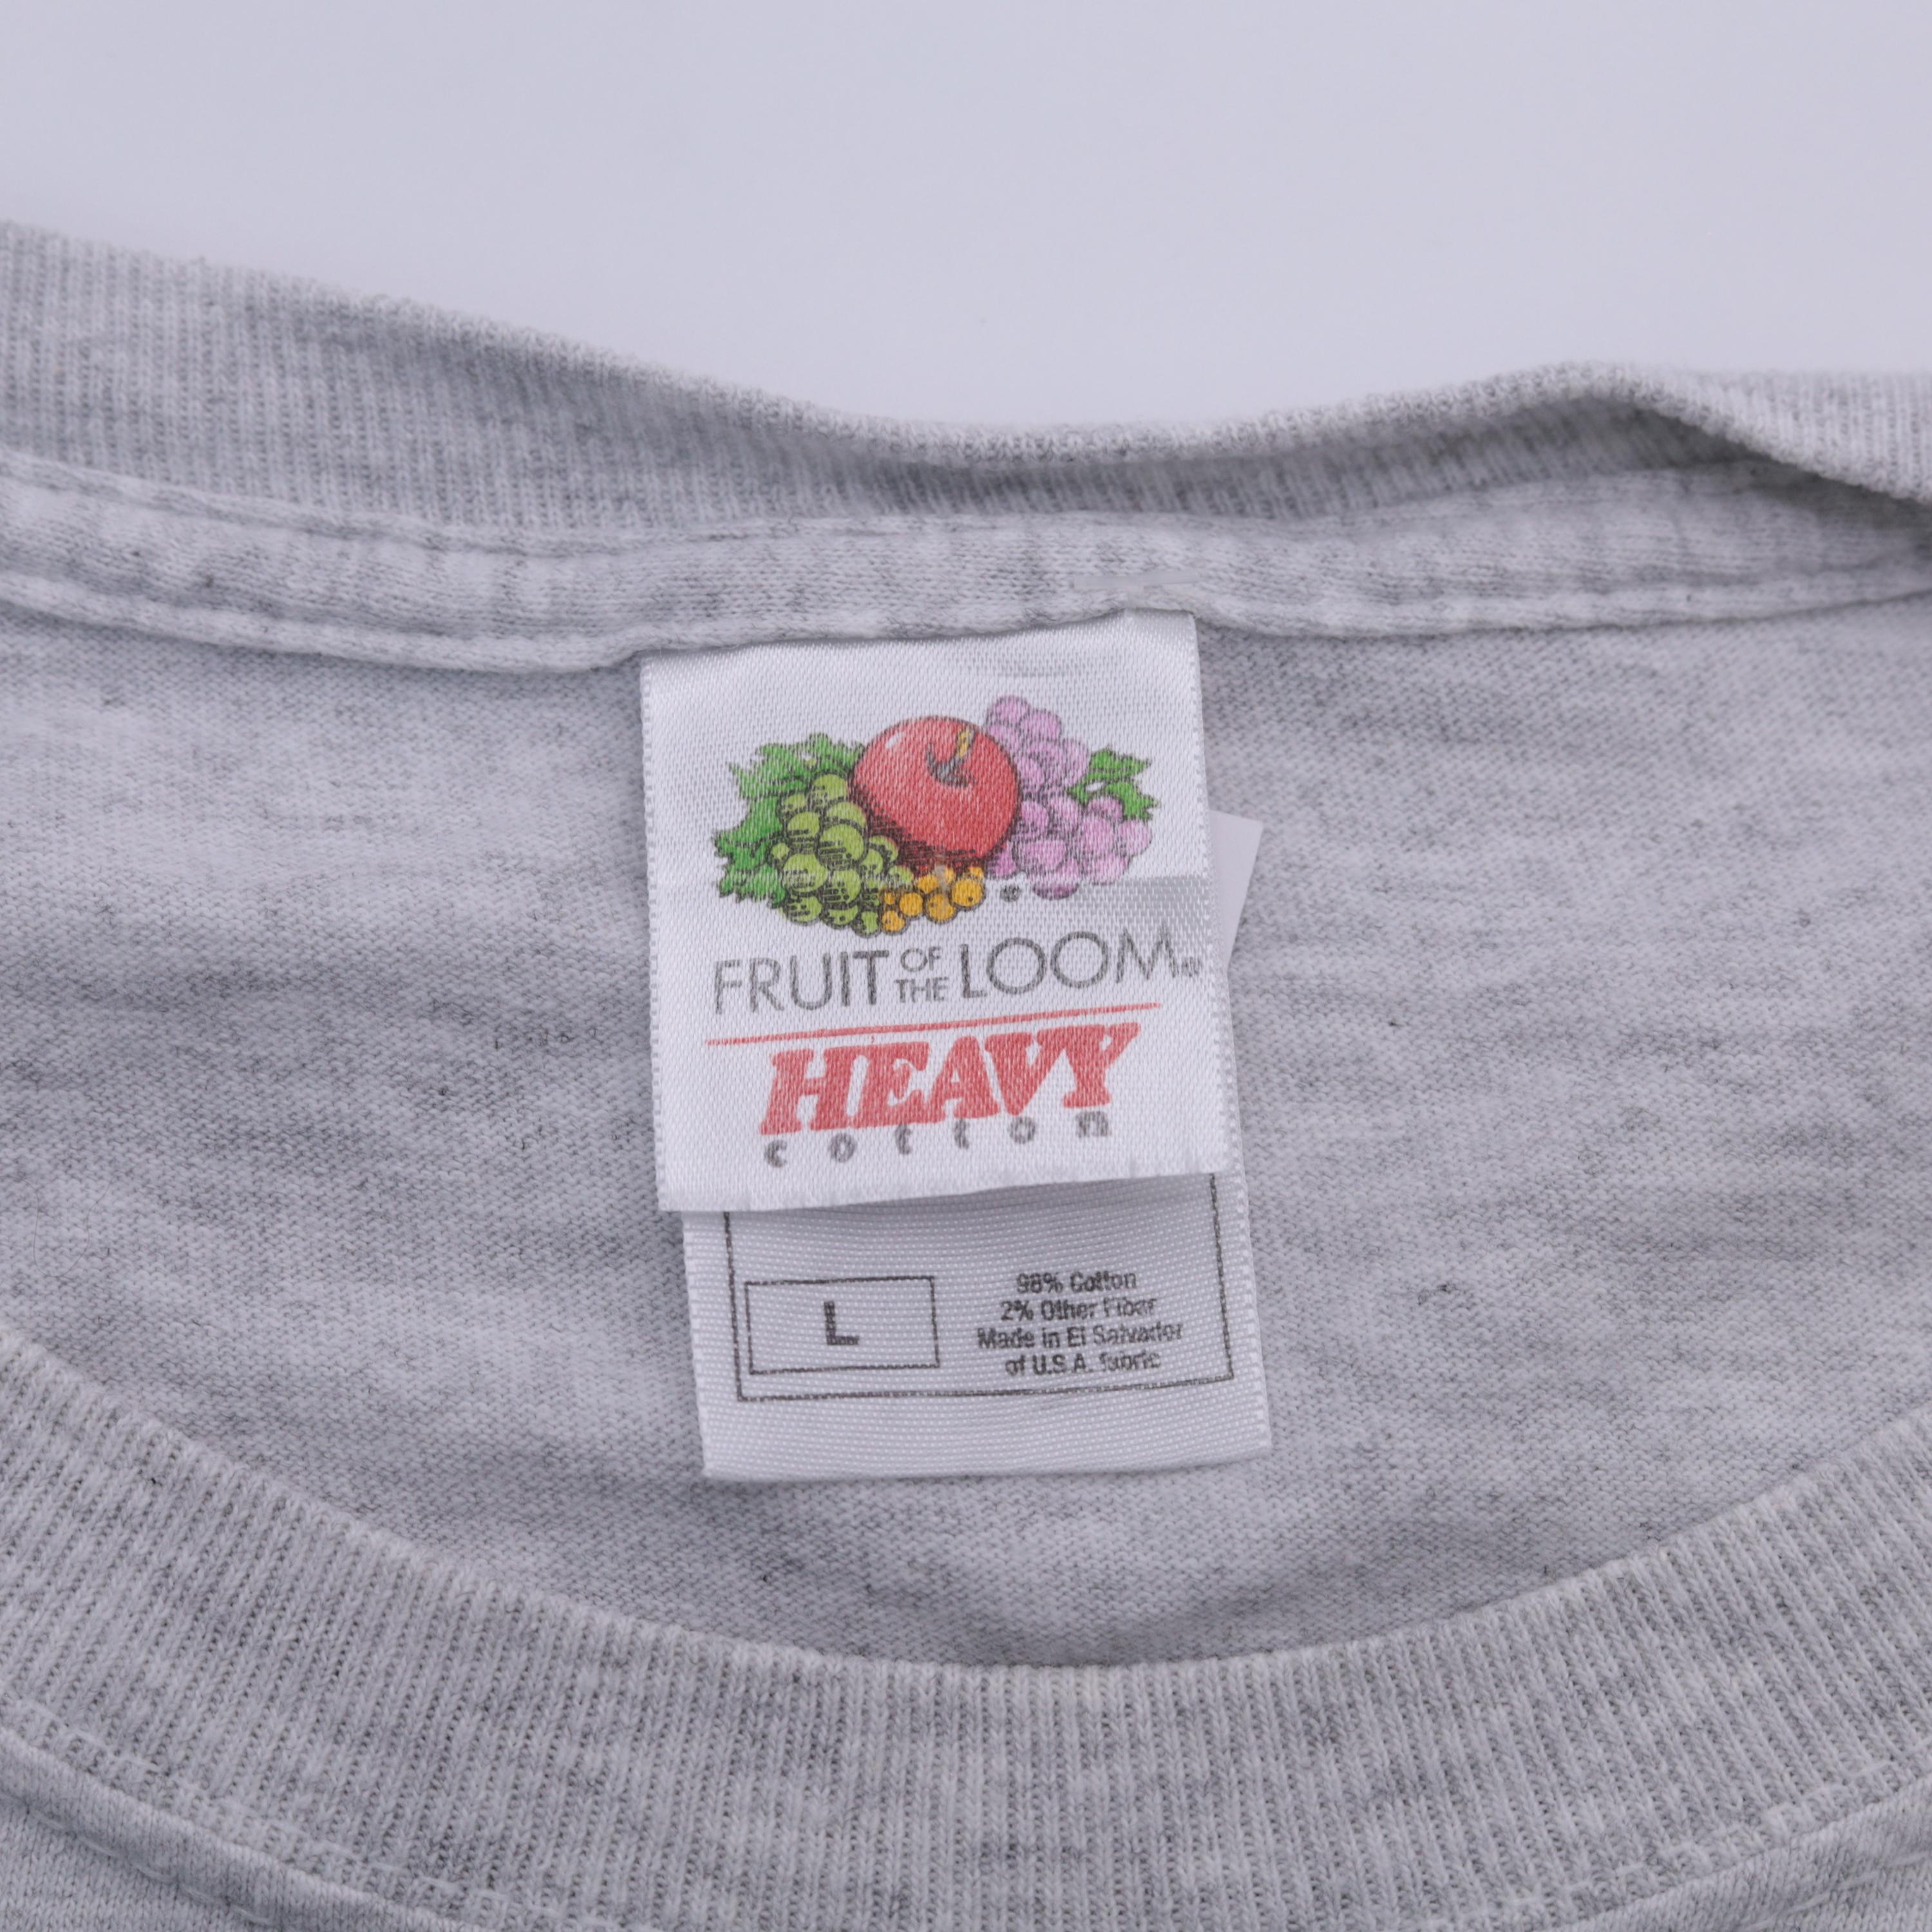 FRUIT OF THE LOOM
HEAVY
cotton
L
98% Cotton
2% Other Fiber
Made in El Salvador
of U.S.A. fabric